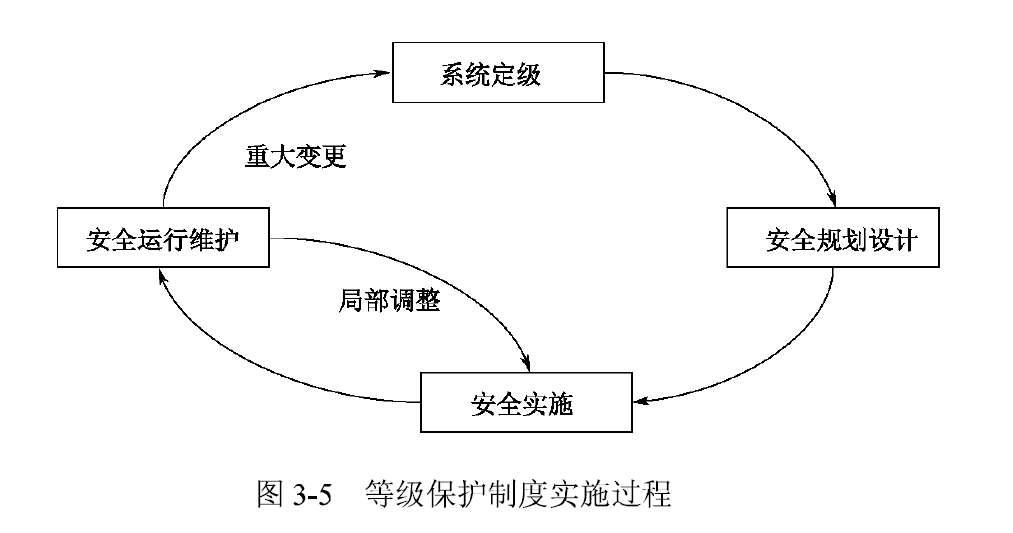 系统定级
重大变更
安全运行维护
安全规划设计
局部调整
安全实施
图 3-5 等级保护制度实施过程